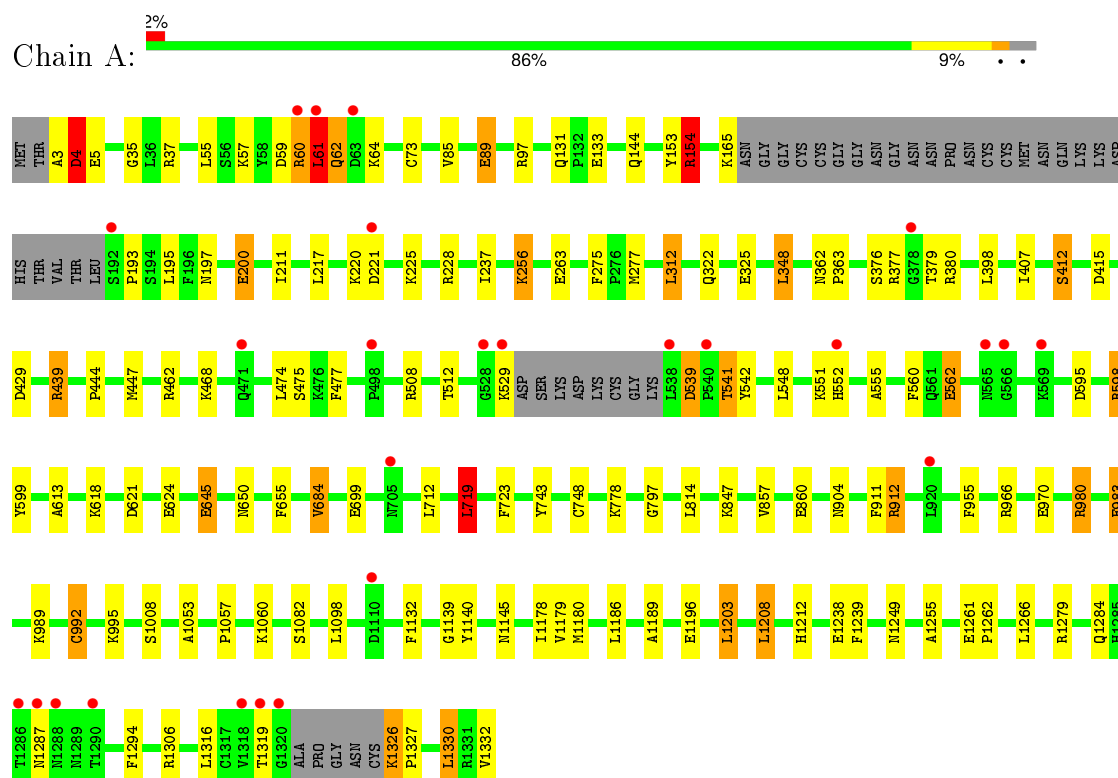 2%
Chain A:
86% 9% • •
MET THR A3 D4 E5 G35 L36 R37 L55 S56 K57 Y58 D59 R60 L61 Q62 D63 K64 C73 V85 E89 R97 Q131 P132 E133 Q144 Y153 R154 K165 ASN GLY GLY CYS CYS GLY GLY ASN GLY ASN ASN PRO ASN CYS CYS MET ASN GLN LYS LYS ASP
HIS THR VAL THR LEU S192 P193 S194 L195 F196 N197 E200 I211 L217 K220 D221 K225 R228 I237 K256 E263 F275 P276 M277 L312 Q322 E325 L348 N362 P363 S376 R377 G378 T379 R380 L398 I407 S412 D415
D429 R439 P444 M447 R462 K468 Q471 L474 S475 K476 F477 P498 R508 T512 G528 K529 ASP SER LYS ASP LYS CYS GLY LYS L538 D539 P540 T541 Y542 L548 K551 H552 A555 F560 Q561 E562 N565 G566 K569 D595 R598
Y599 A613 K618 D621 E624 E645 N650 F655 V684 E699 N705 L712 L719 F723 Y743 C748 K778 G797 L814 K847 V857 E860 N904 F911 R912 L920 F955 R966 E970 R980
K989 C992 K995 S1008 A1053 P1057 K1060 S1082 L1098 D1110 F1132 G1139 Y1140 N1145 I1178 V1179 M1180 L1186 A1189 E1196 L1203 L1208 H1212 E1238 F1239 N1249 A1255 E1261 P1262 L1266 R1279 Q1284 H1285
T1286 N1287 N1288 N1289 T1290 F1294 R1306 L1316 C1317 V1318 T1319 G1320 ALA PRO GLY ASN CYS K1326 P1327 L1330 R1331 V1332